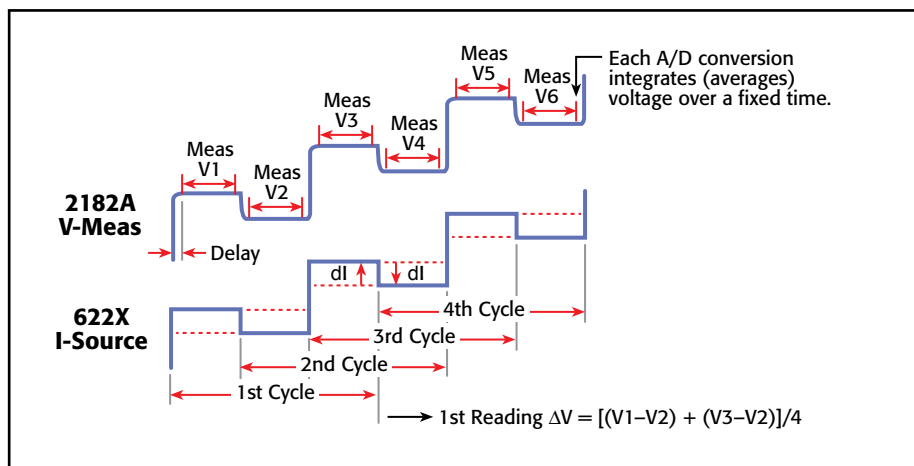 Meas
V1
Meas
V2
Meas
V3
Meas
V4
Meas
V5
Meas
V6
Each A/D conversion
integrates (averages)
voltage over a fixed time.
2182A
V-Meas
Delay
dI
dI
622X
I-Source
4th Cycle
3rd Cycle
2nd Cycle
1st Cycle
1st Reading ΔV = [(V1–V2) + (V3–V2)]/4